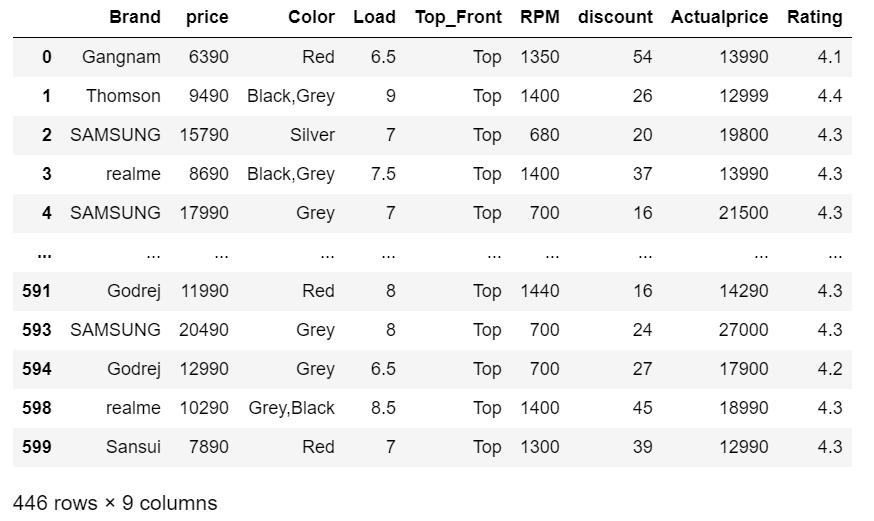 Brand price Color Load Top_Front RPM discount Actualprice Rating
0 Gangnam 6390 Red 6.5 Top 1350 54 13990 4.1
1 Thomson 9490 Black,Grey 9 Top 1400 26 12999 4.4
2 SAMSUNG 15790 Silver 7 Top 680 20 19800 4.3
3 realme 8690 Black,Grey 7.5 Top 1400 37 13990 4.3
4 SAMSUNG 17990 Grey 7 Top 700 16 21500 4.3
... ... ... ... ... ... ... ... ... ...
591 Godrej 11990 Red 8 Top 1440 16 14290 4.3
593 SAMSUNG 20490 Grey 8 Top 700 24 27000 4.3
594 Godrej 12990 Grey 6.5 Top 700 27 17900 4.2
598 realme 10290 Grey,Black 8.5 Top 1400 45 18990 4.3
599 Sansui 7890 Red 7 Top 1300 39 12990 4.3
446 rows × 9 columns